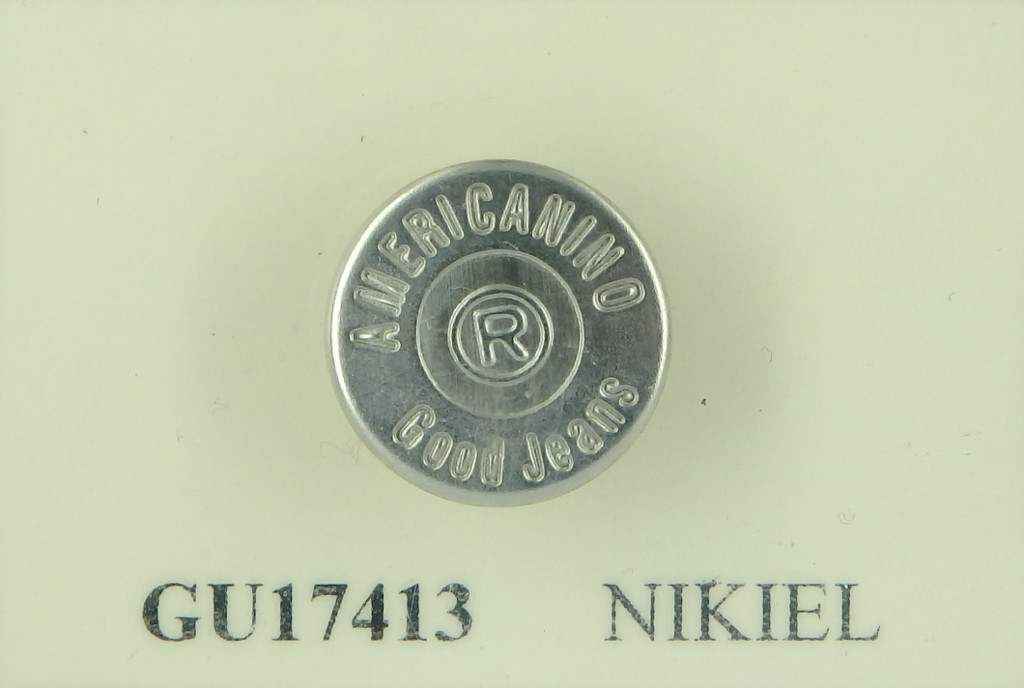 AMERICANINO
R
Good Jeans
GU17413 NIKIEL